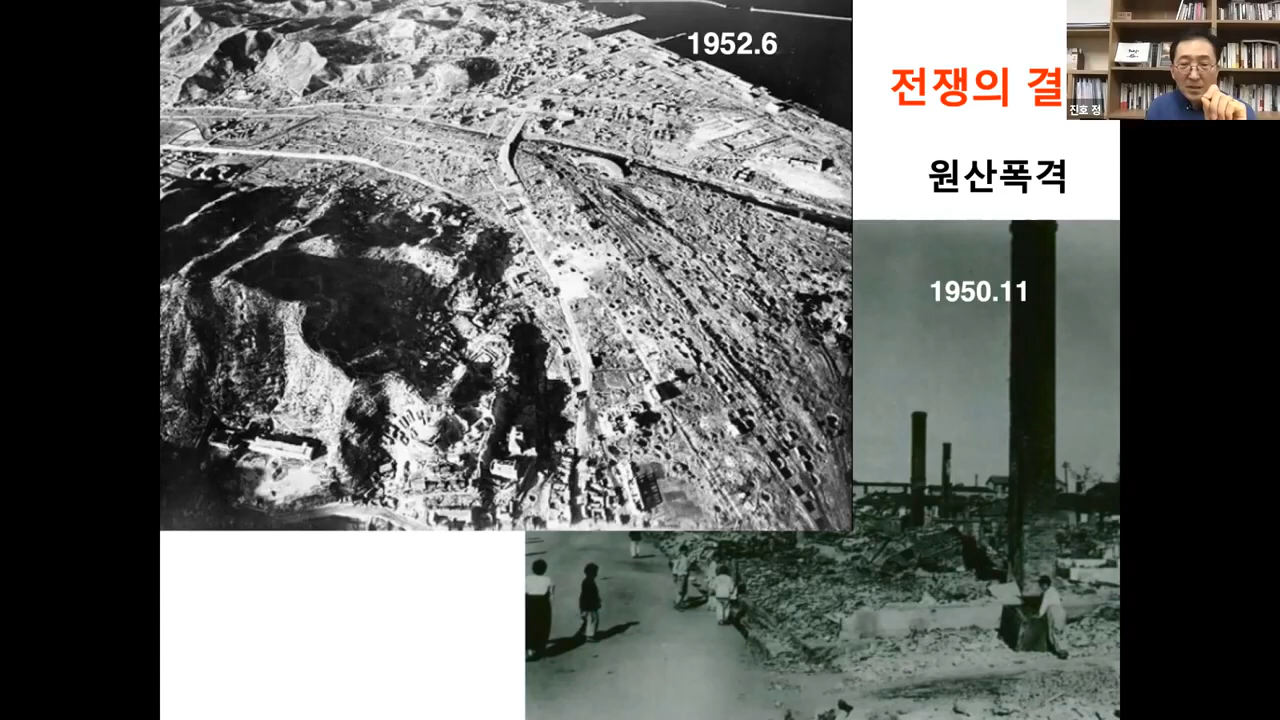 1952.6
전쟁의 결
원산폭격
1950.11
진호 정